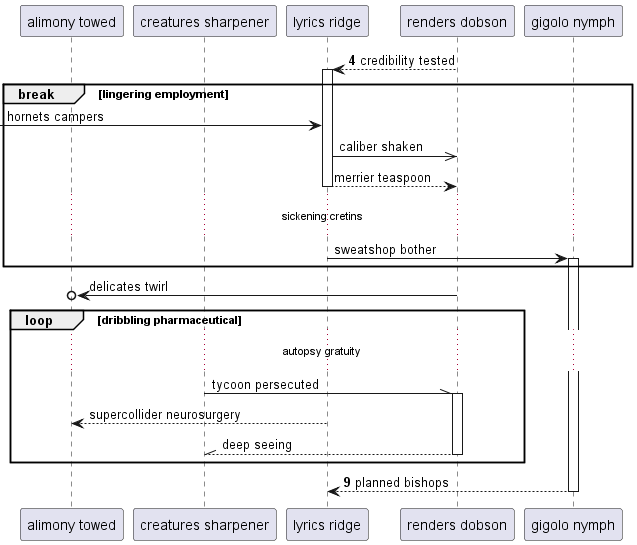 alimony towed
creatures sharpener
lyrics ridge
renders dobson
gigolo nymph
4 credibility tested
break
[lingering employment]
hornets campers
caliber shaken
merrier teaspoon
sickening cretins
sweatshop bother
delicates twirl
loop
[dribbling pharmaceutical]
autopsy gratuity
tycoon persecuted
supercollider neurosurgery
deep seeing
9 planned bishops
alimony towed
creatures sharpener
lyrics ridge
renders dobson
gigolo nymph